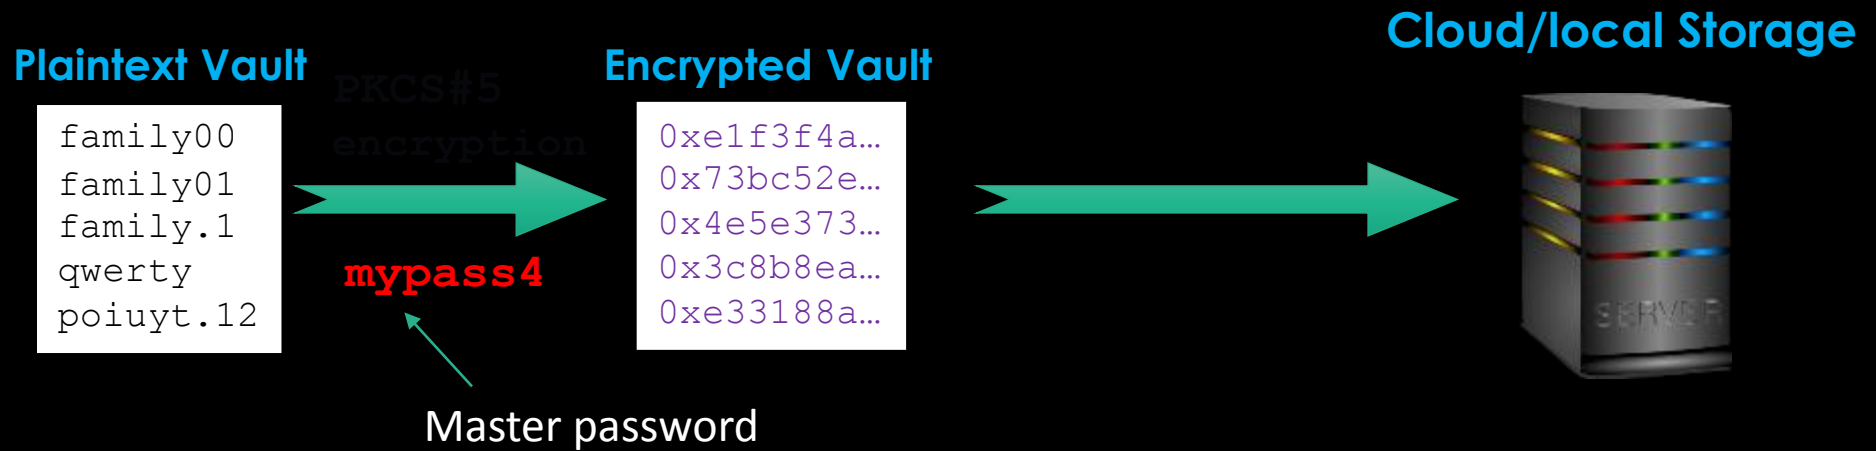 Cloud/local Storage
Plaintext Vault
PKCS#5
encryption
Encrypted Vault
family00
family01
family.1
qwerty
poiuyt.12
mypass4
0xe1f3f4a…
0x73bc52e…
0x4e5e373…
0x3c8b8ea…
0xe33188a…
SERVER
Master password